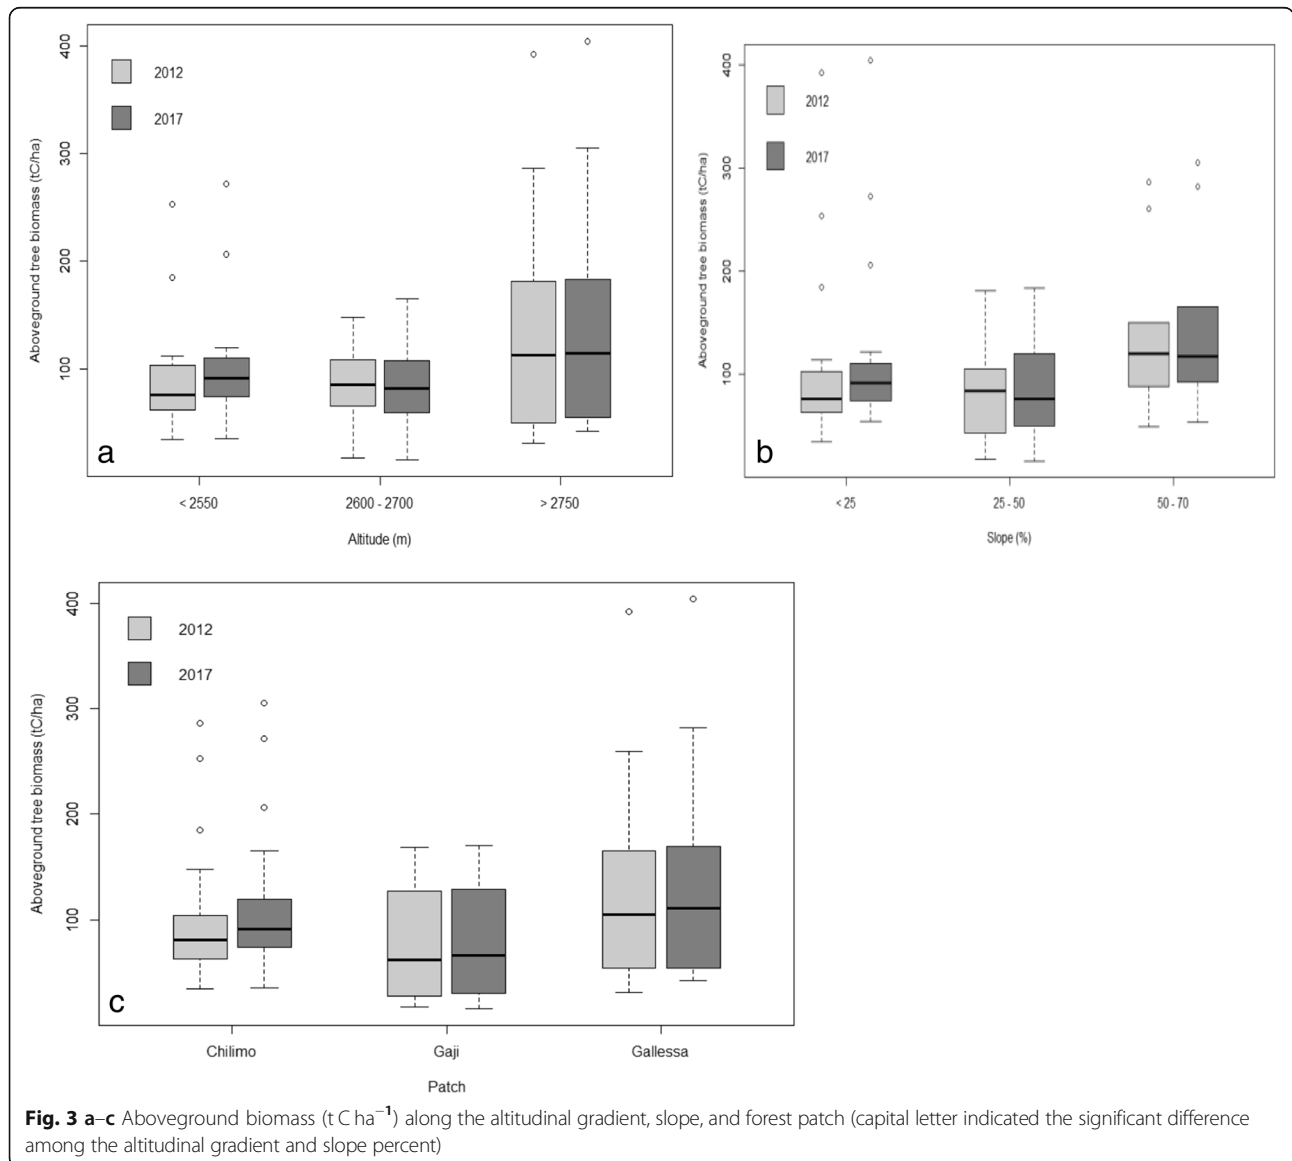 Aboveground tree biomass (tC/ha)
400
300
200
100
2012
2017
a
< 2550
2600 - 2700
> 2750
Altitude (m)
Aboveground tree biomass (tC/ha)
400
300
200
100
2012
2017
b
< 25
25 - 50
50 - 70
Slope (%)
Aboveground tree biomass (tC/ha)
400
300
200
100
2012
2017
c
Chilimo
Gaji
Gallessa
Patch
Fig. 3 a–c Aboveground biomass (t C ha⁻¹) along the altitudinal gradient, slope, and forest patch (capital letter indicated the significant difference
among the altitudinal gradient and slope percent)